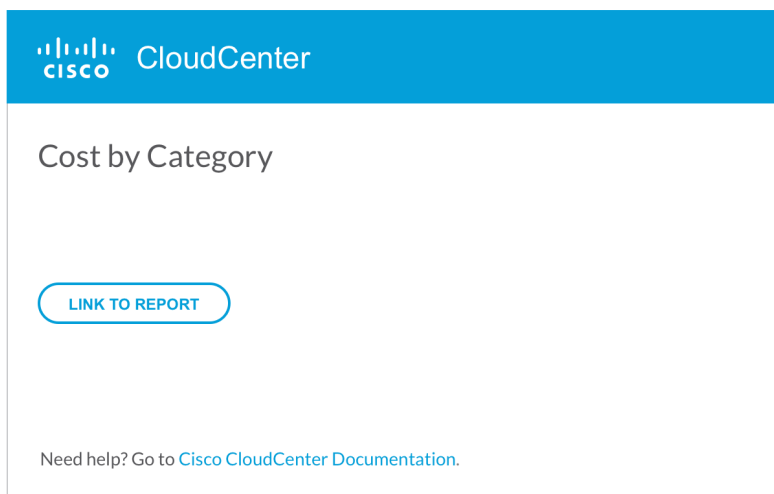 CISCO CloudCenter
Cost by Category
LINK TO REPORT
Need help? Go to Cisco CloudCenter Documentation.